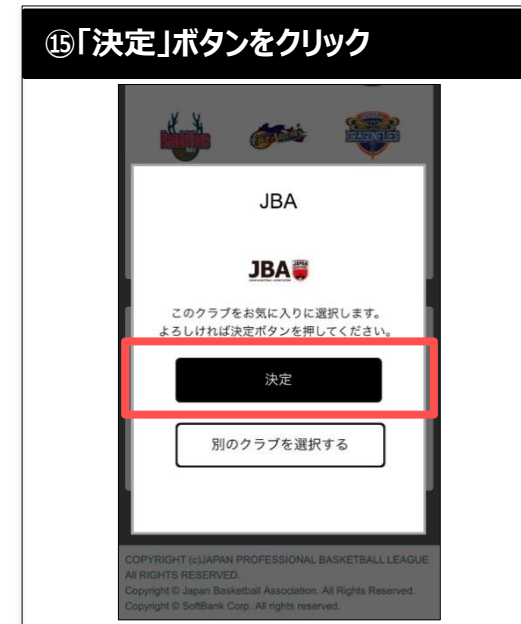 ⑮「決定」ボタンをクリック
JBA
JBA
このクラブをお気に入りに選択します。
よろしければ決定ボタンを押してください。
決定
別のクラブを選択する
COPYRIGHT (c)JAPAN PROFESSIONAL BASKETBALL LEAGUE
All RIGHTS RESERVED.
Copyright © Japan Basketball Association. All Rights Reserved.
Copyright © SoftBank Corp. All rights reserved.